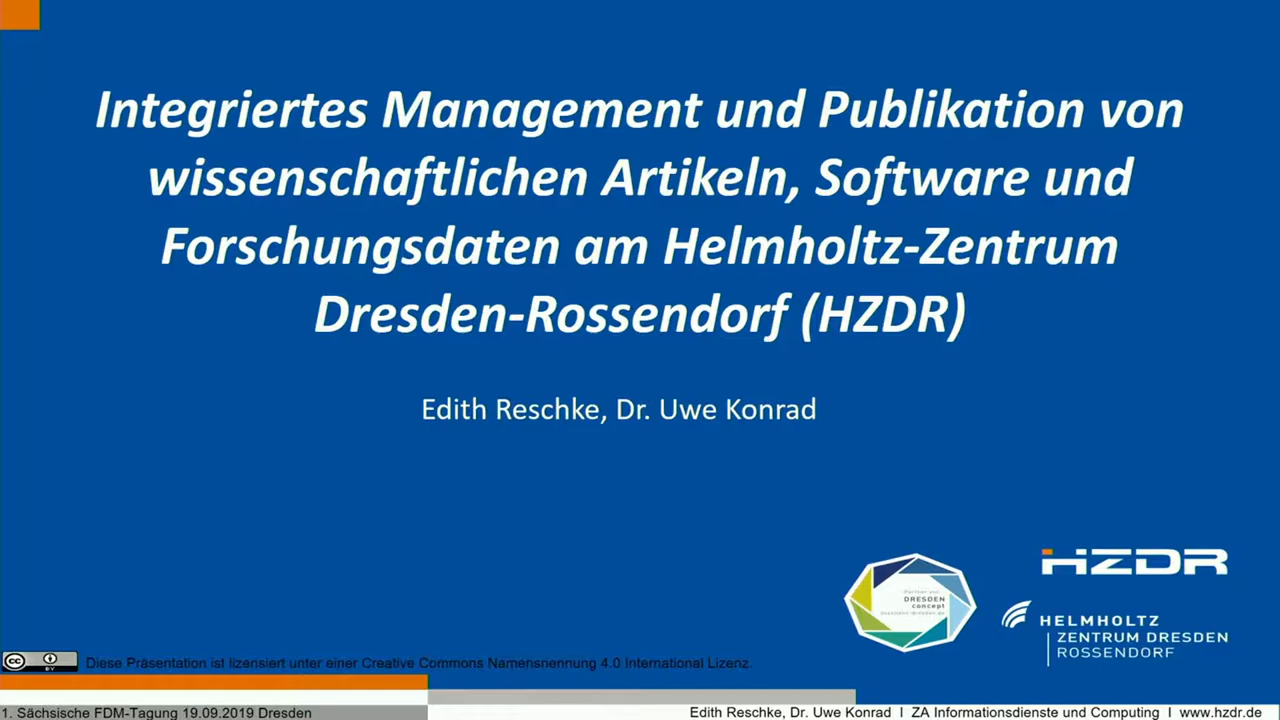 Integriertes Management und Publikation von
wissenschaftlichen Artikeln, Software und
Forschungsdaten am Helmholtz-Zentrum
Dresden-Rossendorf (HZDR)
Edith Reschke, Dr. Uwe Konrad
HZDR
DRESDEN
concept
HELMHOLTZ
ZENTRUM DRESDEN
ROSSENDORF
cc BY
Diese Präsentation ist lizensiert unter einer Creative Commons Namensnennung 4.0 International Lizenz.
1. Sächsische FDM-Tagung 19.09.2019 Dresden
Edith Reschke, Dr. Uwe Konrad I ZA Informationsdienste und Computing I www.hzdr.de